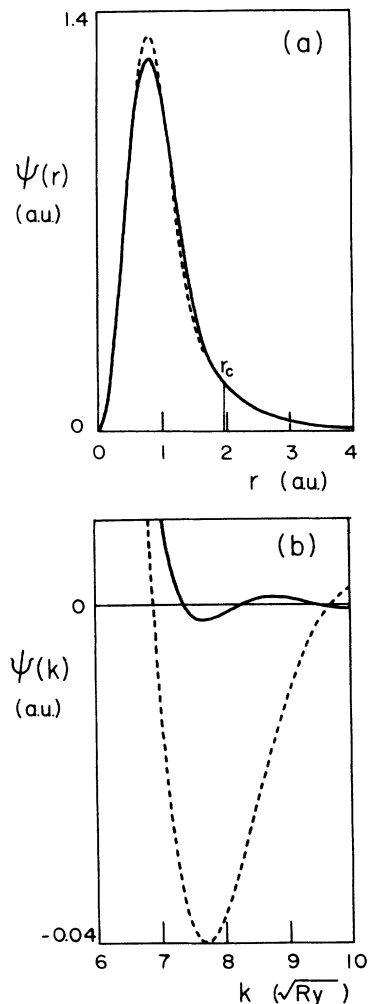 1.4
(a)
ψ(r)
(a.u.)
r_c
0
0 1 2 3 4
r (a.u.)
(b)
0
ψ(k)
(a.u.)
-0.04
6 7 8 9 10
k (√Ry)